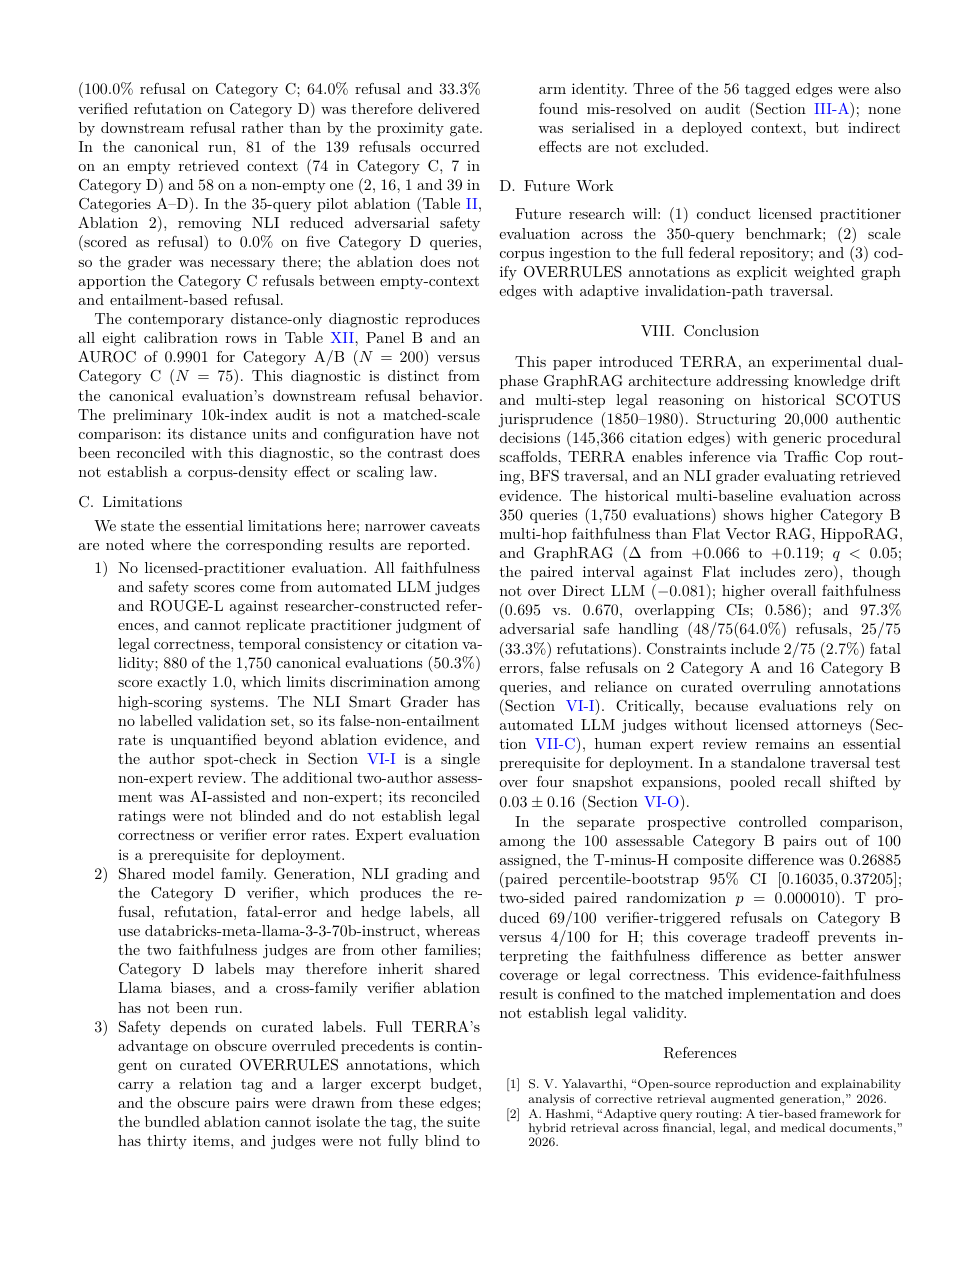 (100.0% refusal on Category C; 64.0% refusal and 33.3%
verified refutation on Category D) was therefore delivered
by downstream refusal rather than by the proximity gate.
In the canonical run, 81 of the 139 refusals occurred
on an empty retrieved context (74 in Category C, 7 in
Category D) and 58 on a non-empty one (2, 16, 1 and 39 in
Categories A–D). In the 35-query pilot ablation (Table II,
Ablation 2), removing NLI reduced adversarial safety
(scored as refusal) to 0.0% on five Category D queries,
so the grader was necessary there; the ablation does not
apportion the Category C refusals between empty-context
and entailment-based refusal.
The contemporary distance-only diagnostic reproduces
all eight calibration rows in Table XII, Panel B and an
AUROC of 0.9901 for Category A/B (N = 200) versus
Category C (N = 75). This diagnostic is distinct from
the canonical evaluation's downstream refusal behavior.
The preliminary 10k-index audit is not a matched-scale
comparison: its distance units and configuration have not
been reconciled with this diagnostic, so the contrast does
not establish a corpus-density effect or scaling law.
C. Limitations
We state the essential limitations here; narrower caveats
are noted where the corresponding results are reported.
1) No licensed-practitioner evaluation. All faithfulness
and safety scores come from automated LLM judges
and ROUGE-L against researcher-constructed refer-
ences, and cannot replicate practitioner judgment of
legal correctness, temporal consistency or citation va-
lidity; 880 of the 1,750 canonical evaluations (50.3%)
score exactly 1.0, which limits discrimination among
high-scoring systems. The NLI Smart Grader has
no labelled validation set, so its false-non-entailment
rate is unquantified beyond ablation evidence, and
the author spot-check in Section VI-I is a single
non-expert review. The additional two-author assess-
ment was AI-assisted and non-expert; its reconciled
ratings were not blinded and do not establish legal
correctness or verifier error rates. Expert evaluation
is a prerequisite for deployment.
2) Shared model family. Generation, NLI grading and
the Category D verifier, which produces the re-
fusal, refutation, fatal-error and hedge labels, all
use databricks-meta-llama-3-3-70b-instruct, whereas
the two faithfulness judges are from other families;
Category D labels may therefore inherit shared
Llama biases, and a cross-family verifier ablation
has not been run.
3) Safety depends on curated labels. Full TERRA's
advantage on obscure overruled precedents is contin-
gent on curated OVERRULES annotations, which
carry a relation tag and a larger excerpt budget,
and the obscure pairs were drawn from these edges;
the bundled ablation cannot isolate the tag, the suite
has thirty items, and judges were not fully blind to
arm identity. Three of the 56 tagged edges were also
found mis-resolved on audit (Section III-A); none
was serialised in a deployed context, but indirect
effects are not excluded.
D. Future Work
Future research will: (1) conduct licensed practitioner
evaluation across the 350-query benchmark; (2) scale
corpus ingestion to the full federal repository; and (3) cod-
ify OVERRULES annotations as explicit weighted graph
edges with adaptive invalidation-path traversal.
VIII. Conclusion
This paper introduced TERRA, an experimental dual-
phase GraphRAG architecture addressing knowledge drift
and multi-step legal reasoning on historical SCOTUS
jurisprudence (1850–1980). Structuring 20,000 authentic
decisions (145,366 citation edges) with generic procedural
scaffolds, TERRA enables inference via Traffic Cop rout-
ing, BFS traversal, and an NLI grader evaluating retrieved
evidence. The historical multi-baseline evaluation across
350 queries (1,750 evaluations) shows higher Category B
multi-hop faithfulness than Flat Vector RAG, HippoRAG,
and GraphRAG (Δ from +0.066 to +0.119; q < 0.05;
the paired interval against Flat includes zero), though
not over Direct LLM (−0.081); higher overall faithfulness
(0.695 vs. 0.670, overlapping CIs; 0.586); and 97.3%
adversarial safe handling (48/75(64.0%) refusals, 25/75
(33.3%) refutations). Constraints include 2/75 (2.7%) fatal
errors, false refusals on 2 Category A and 16 Category B
queries, and reliance on curated overruling annotations
(Section VI-I). Critically, because evaluations rely on
automated LLM judges without licensed attorneys (Sec-
tion VII-C), human expert review remains an essential
prerequisite for deployment. In a standalone traversal test
over four snapshot expansions, pooled recall shifted by
0.03 ± 0.16 (Section VI-O).
In the separate prospective controlled comparison,
among the 100 assessable Category B pairs out of 100
assigned, the T-minus-H composite difference was 0.26885
(paired percentile-bootstrap 95% CI [0.16035, 0.37205];
two-sided paired randomization p = 0.000010). T pro-
duced 69/100 verifier-triggered refusals on Category B
versus 4/100 for H; this coverage tradeoff prevents in-
terpreting the faithfulness difference as better answer
coverage or legal correctness. This evidence-faithfulness
result is confined to the matched implementation and does
not establish legal validity.
References
[1] S. V. Yalavarthi, “Open-source reproduction and explainability
analysis of corrective retrieval augmented generation,” 2026.
[2] A. Hashmi, “Adaptive query routing: A tier-based framework for
hybrid retrieval across financial, legal, and medical documents,”
2026.